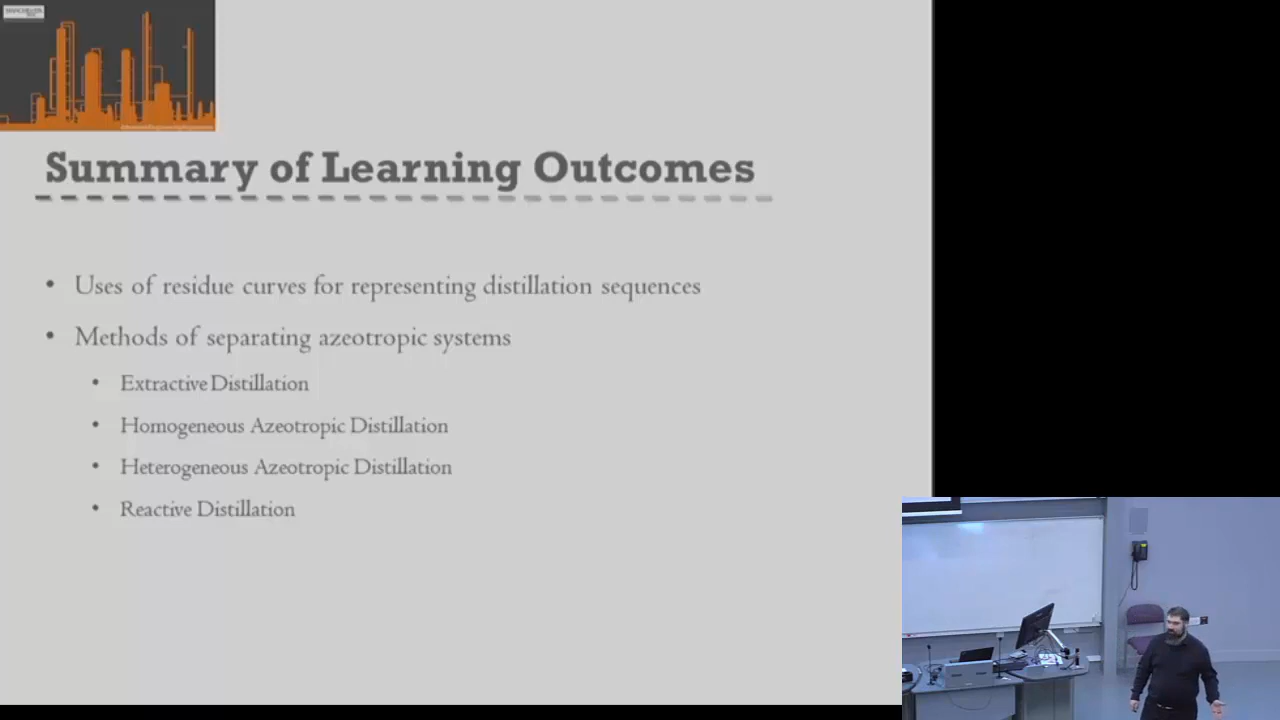 MANCHESTER
Summary of Learning Outcomes
• Uses of residue curves for representing distillation sequences
• Methods of separating azeotropic systems
• Extractive Distillation
• Homogeneous Azeotropic Distillation
• Heterogeneous Azeotropic Distillation
• Reactive Distillation